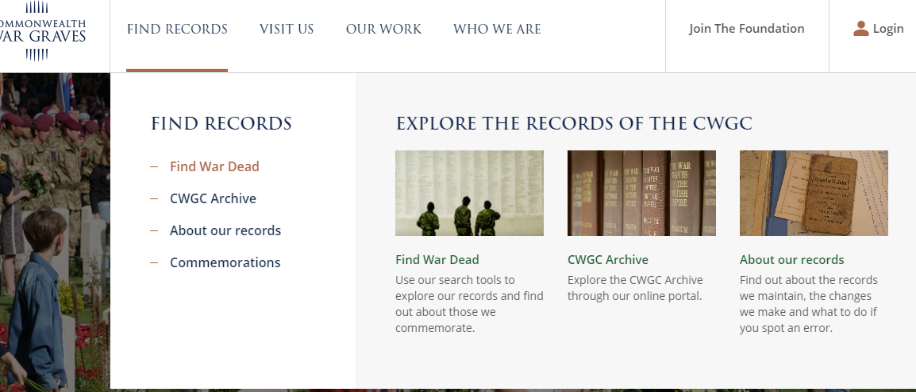 WAR GRAVES
FIND RECORDS
VISIT US
OUR WORK
WHO WE ARE
Join The Foundation
Login
FIND RECORDS
Find War Dead
CWGC Archive
About our records
Commemorations
EXPLORE THE RECORDS OF THE CWGC
Find War Dead
Use our search tools to
explore our records and find
out about those we
commemorate.
CWGC Archive
Explore the CWGC Archive
through our online portal.
About our records
Find out about the records
we maintain, the changes
we make and what to do if
you spot an error.